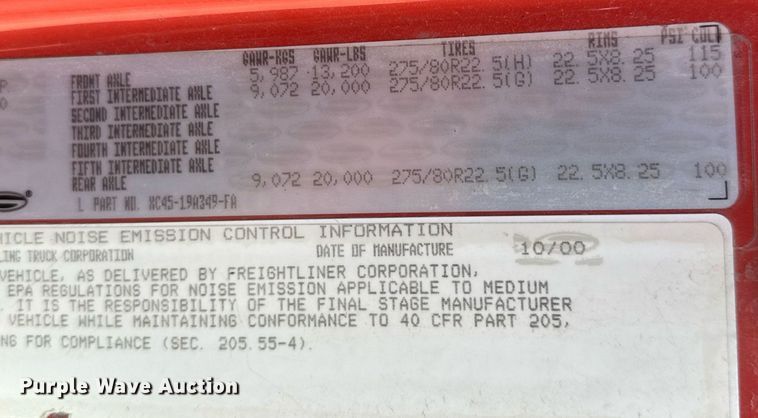 GAWR-KGS GAWR-LBS TIRES RIMS PSI COLD
FRONT AXLE 5,987 13,200 275/80R22.5(H) 22.5X8.25 115
FIRST INTERMEDIATE AXLE 9,072 20,000 275/80R22.5(G) 22.5X8.25 100
SECOND INTERMEDIATE AXLE
THIRD INTERMEDIATE AXLE
FOURTH INTERMEDIATE AXLE
FIFTH INTERMEDIATE AXLE
REAR AXLE 9,072 20,000 275/80R22.5(G) 22.5X8.25 100
L PART NO. XC45-19A349-FA
HICLE NOISE EMISSION CONTROL INFORMATION
LING TRUCK CORPORATION DATE OF MANUFACTURE 10/00
VEHICLE, AS DELIVERED BY FREIGHTLINER CORPORATION,
EPA REGULATIONS FOR NOISE EMISSION APPLICABLE TO MEDIUM
. IT IS THE RESPONSIBILITY OF THE FINAL STAGE MANUFACTURER
VEHICLE WHILE MAINTAINING CONFORMANCE TO 40 CFR PART 205,
NG FOR COMPLIANCE (SEC. 205.55-4).
Purple Wave Auction